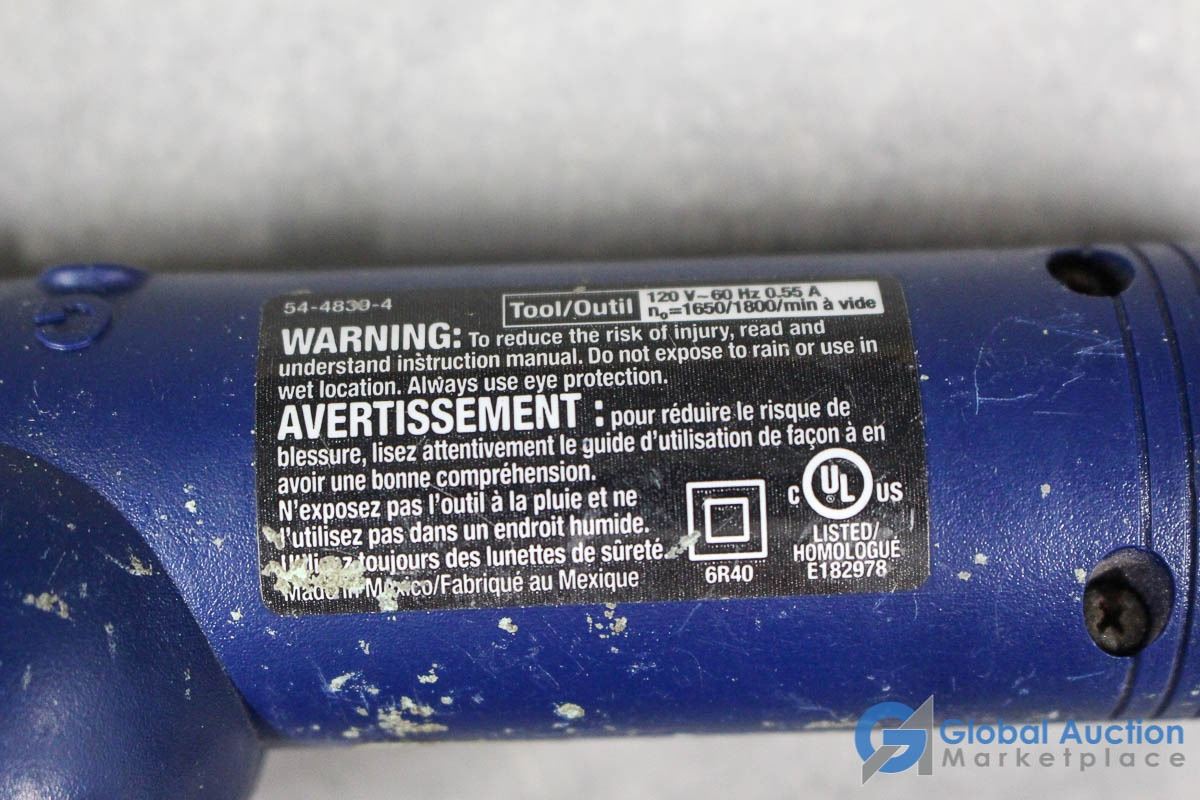 54-4830-4
Tool/Outil
120 V~60 Hz 0.55 A
n₀=1650/1800/min à vide
WARNING: To reduce the risk of injury, read and
understand instruction manual. Do not expose to rain or use in
wet location. Always use eye protection.
AVERTISSEMENT : pour réduire le risque de
blessure, lisez attentivement le guide d'utilisation de façon à en
avoir une bonne compréhension.
N'exposez pas l'outil à la pluie et ne
l'utilisez pas dans un endroit humide.
Utilisez toujours des lunettes de sûreté.
Made in Mexico/Fabriqué au Mexique
6R40
C UL US
LISTED/
HOMOLOGUÉ
E182978
Global Auction
Marketplace